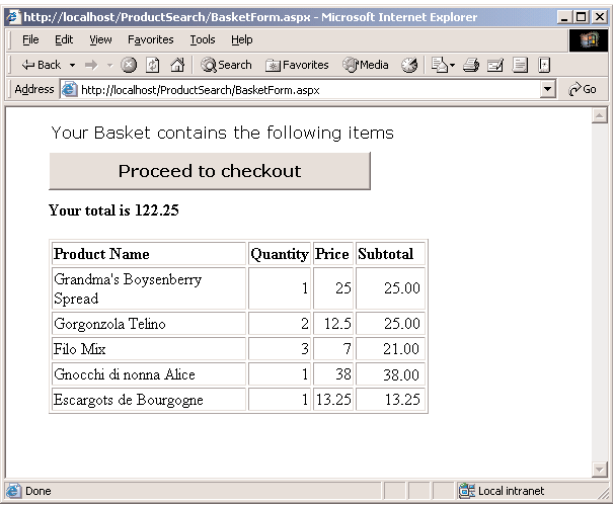 http://localhost/ProductSearch/BasketForm.aspx - Microsoft Internet Explorer
File Edit View Favorites Tools Help
Back Search Favorites Media
Address http://localhost/ProductSearch/BasketForm.aspx Go
Your Basket contains the following items
Proceed to checkout
Your total is 122.25
Product Name Quantity Price Subtotal
Grandma's Boysenberry
Spread 1 25 25.00
Gorgonzola Telino 2 12.5 25.00
Filo Mix 3 7 21.00
Gnocchi di nonna Alice 1 38 38.00
Escargots de Bourgogne 1 13.25 13.25
Done Local intranet